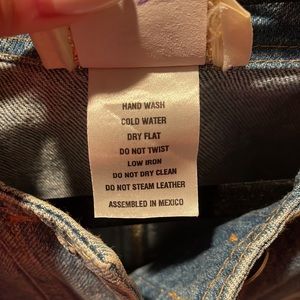 HAND WASH
COLD WATER
DRY FLAT
DO NOT TWIST
LOW IRON
DO NOT DRY CLEAN
DO NOT STEAM LEATHER
ASSEMBLED IN MEXICO